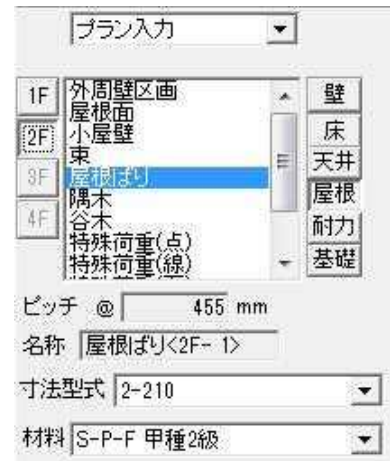 プラン入力
1F
2F
3F
4F
外周壁区画
屋根面
小屋壁
束
屋根ばり
隅木
谷木
特殊荷重(点)
特殊荷重(線)
壁
床
天井
屋根
耐力
基礎
ピッチ @ 455 mm
名称 屋根ばり<2F- 1>
寸法型式 2-210
材料 S-P-F 甲種2級